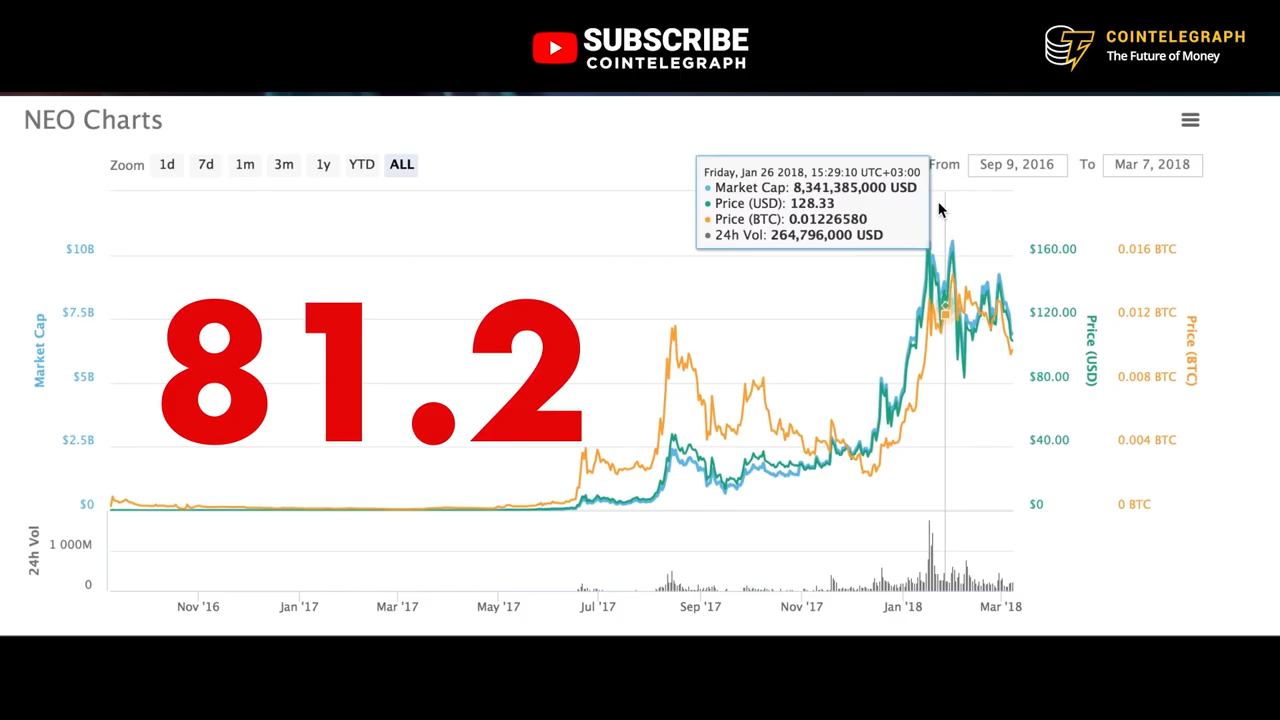 SUBSCRIBE
COINTELEGRAPH
COINTELEGRAPH
The Future of Money
NEO Charts
Zoom 1d 7d 1m 3m 1y YTD ALL
From Sep 9, 2016 To Mar 7, 2018
Friday, Jan 26 2018, 15:29:10 UTC+03:00
Market Cap: 8,341,385,000 USD
Price (USD): 128.33
Price (BTC): 0.01226580
24h Vol: 264,796,000 USD
81.2
Market Cap
$10B
$7.5B
$5B
$2.5B
$0
24h Vol
1 000M
0
$160.00
$120.00
$80.00
$40.00
$0
Price (USD)
0.016 BTC
0.012 BTC
0.008 BTC
0.004 BTC
0 BTC
Price (BTC)
Nov '16 Jan '17 Mar '17 May '17 Jul '17 Sep '17 Nov '17 Jan '18 Mar '18